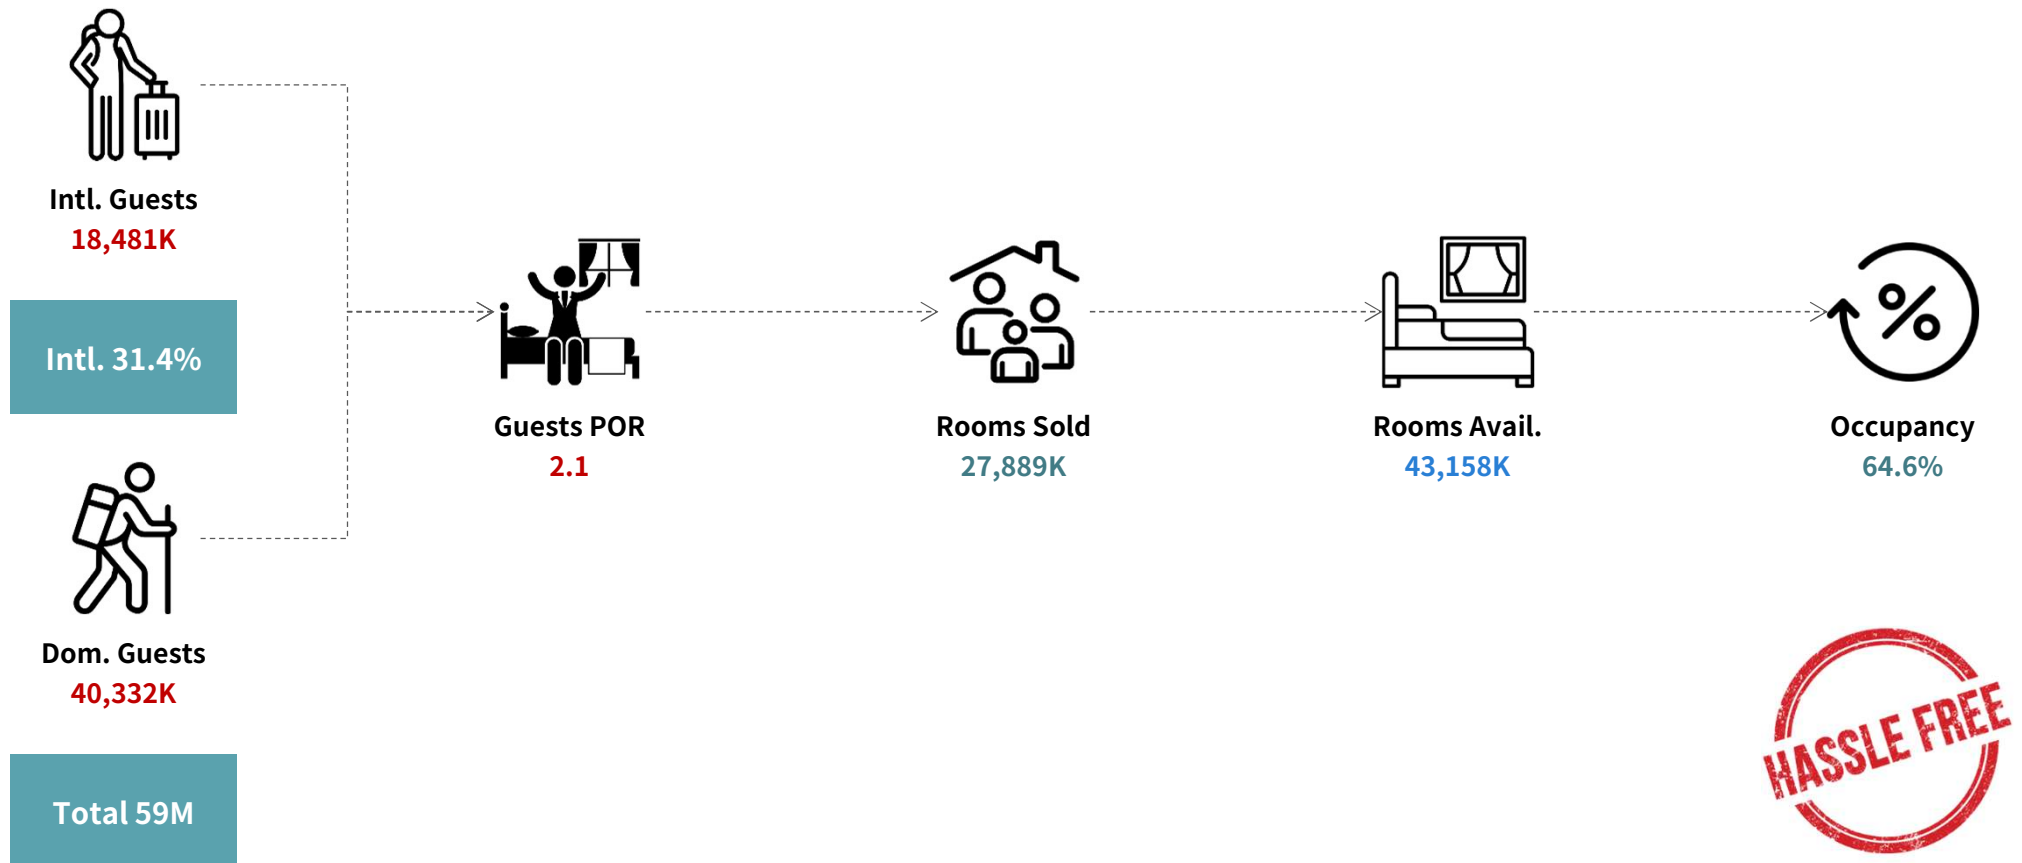 Intl. Guests
18,481K
Intl. 31.4%
Dom. Guests
40,332K
Total 59M
Guests POR
2.1
Rooms Sold
27,889K
Rooms Avail.
43,158K
%
Occupancy
64.6%
HASSLE FREE